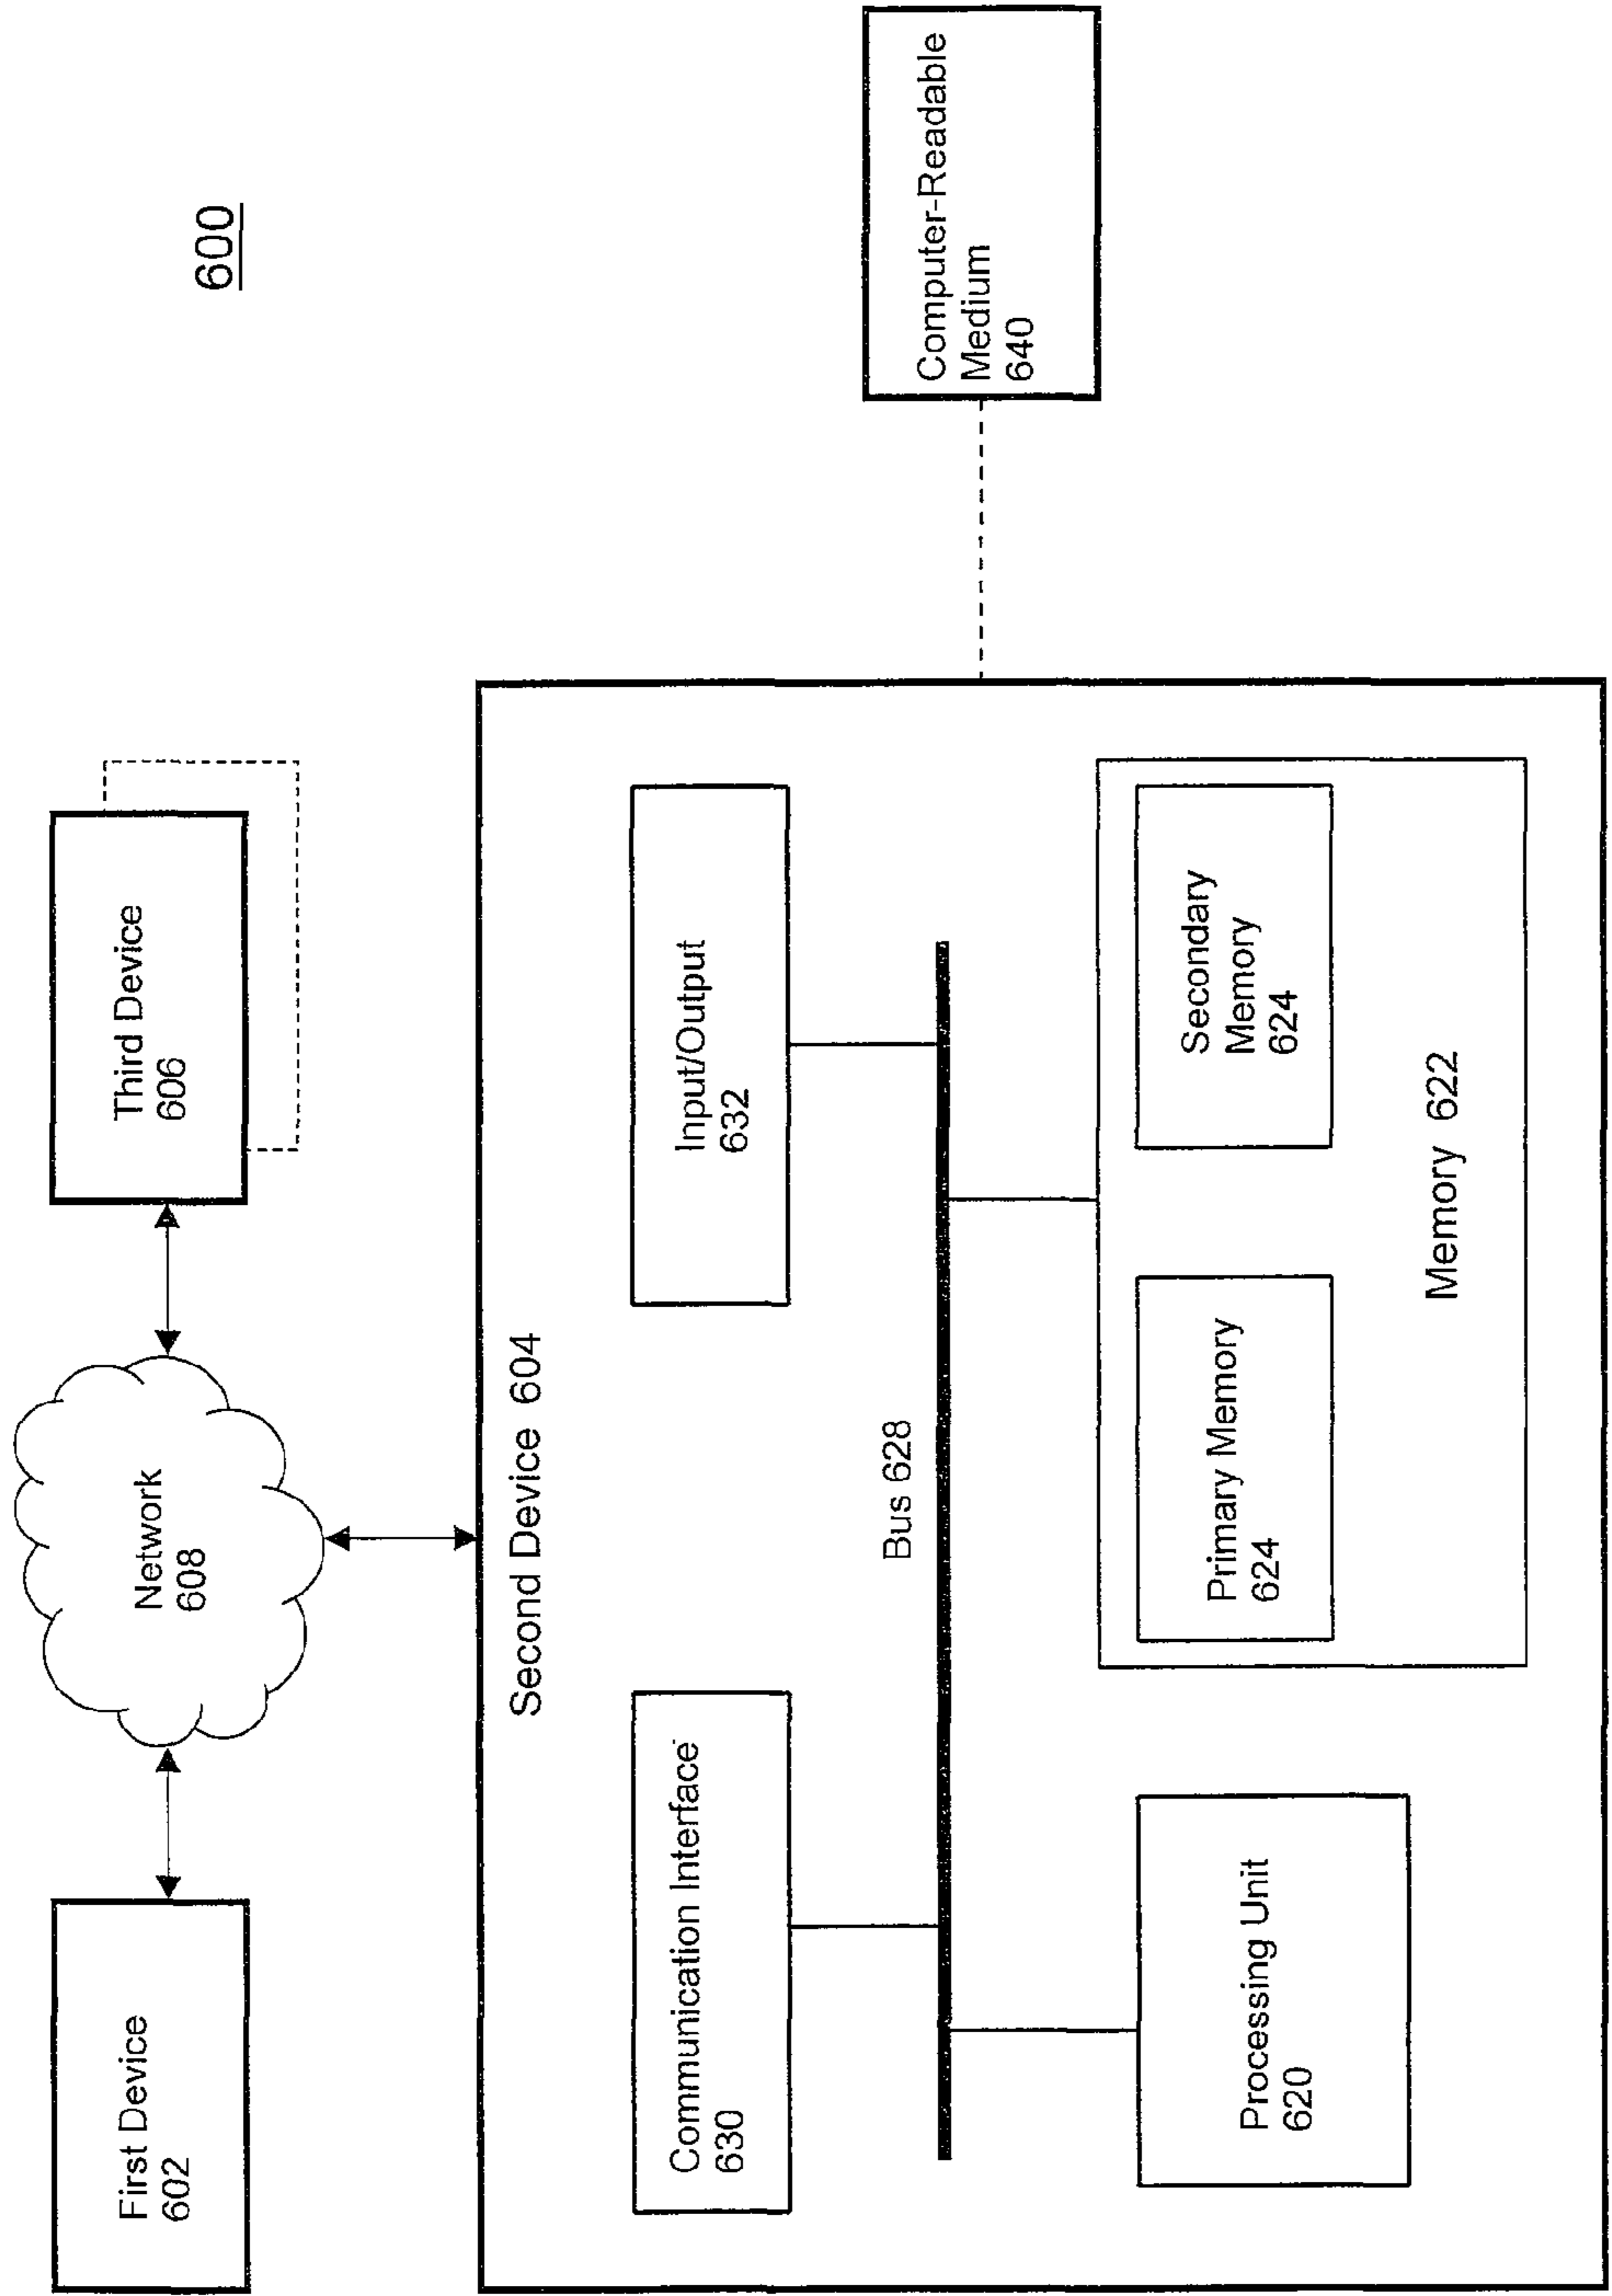 600
First Device
602
Network
608
Third Device
606
Second Device 604
Communication Interface
630
Input/Output
632
Bus 628
Processing Unit
620
Primary Memory
624
Secondary
Memory
624
Memory 622
Computer-Readable
Medium
640